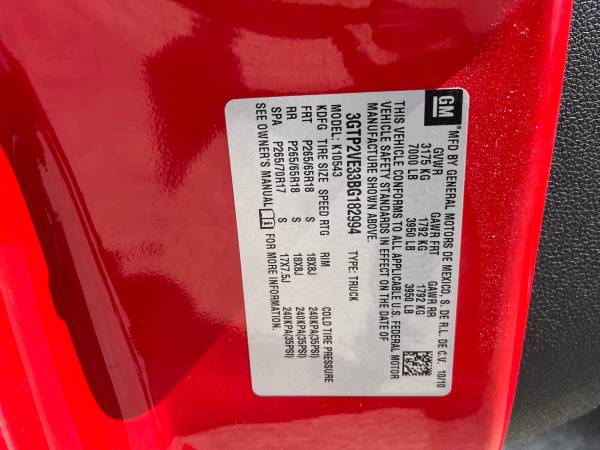 GM
MFD BY GENERAL MOTORS DE MEXICO, S. DE R.L. DE C.V. 10/10
GVWR GAWR FRT GAWR RR
3175 KG 1792 KG 1792 KG
7000 LB 3950 LB 3950 LB
THIS VEHICLE CONFORMS TO ALL APPLICABLE U.S. FEDERAL MOTOR
VEHICLE SAFETY STANDARDS IN EFFECT ON THE DATE OF
MANUFACTURE SHOWN ABOVE.
3GTP2VE33BG182994 TYPE: TRUCK
MODEL: K10543
KDFG TIRE SIZE SPEED RTG RIM COLD TIRE PRESSURE
FRT P265/65R18 S 18X8J 240KPA(35PSI)
RR P265/65R18 S 18X8J 240KPA(35PSI)
SPA P265/70R17 S 17X7.5J 240KPA(35PSI)
SEE OWNER'S MANUAL FOR MORE INFORMATION.